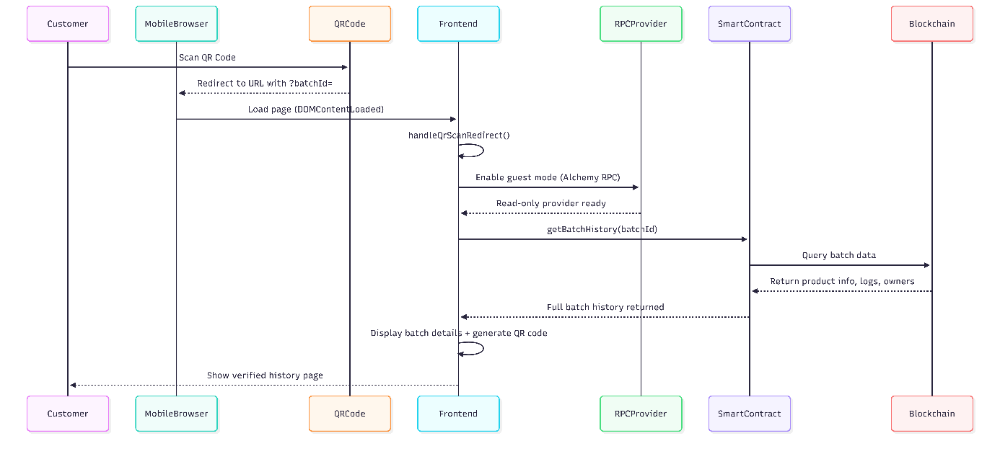 Customer
MobileBrowser
QRCode
Frontend
RPCProvider
SmartContract
Blockchain
Scan QR Code
Redirect to URL with ?batchId=
Load page (DOMContentLoaded)
handleQrScanRedirect()
Enable guest mode (Alchemy RPC)
Read-only provider ready
getBatchHistory(batchId)
Query batch data
Return product info, logs, owners
Full batch history returned
Display batch details + generate QR code
Show verified history page
Customer
MobileBrowser
QRCode
Frontend
RPCProvider
SmartContract
Blockchain